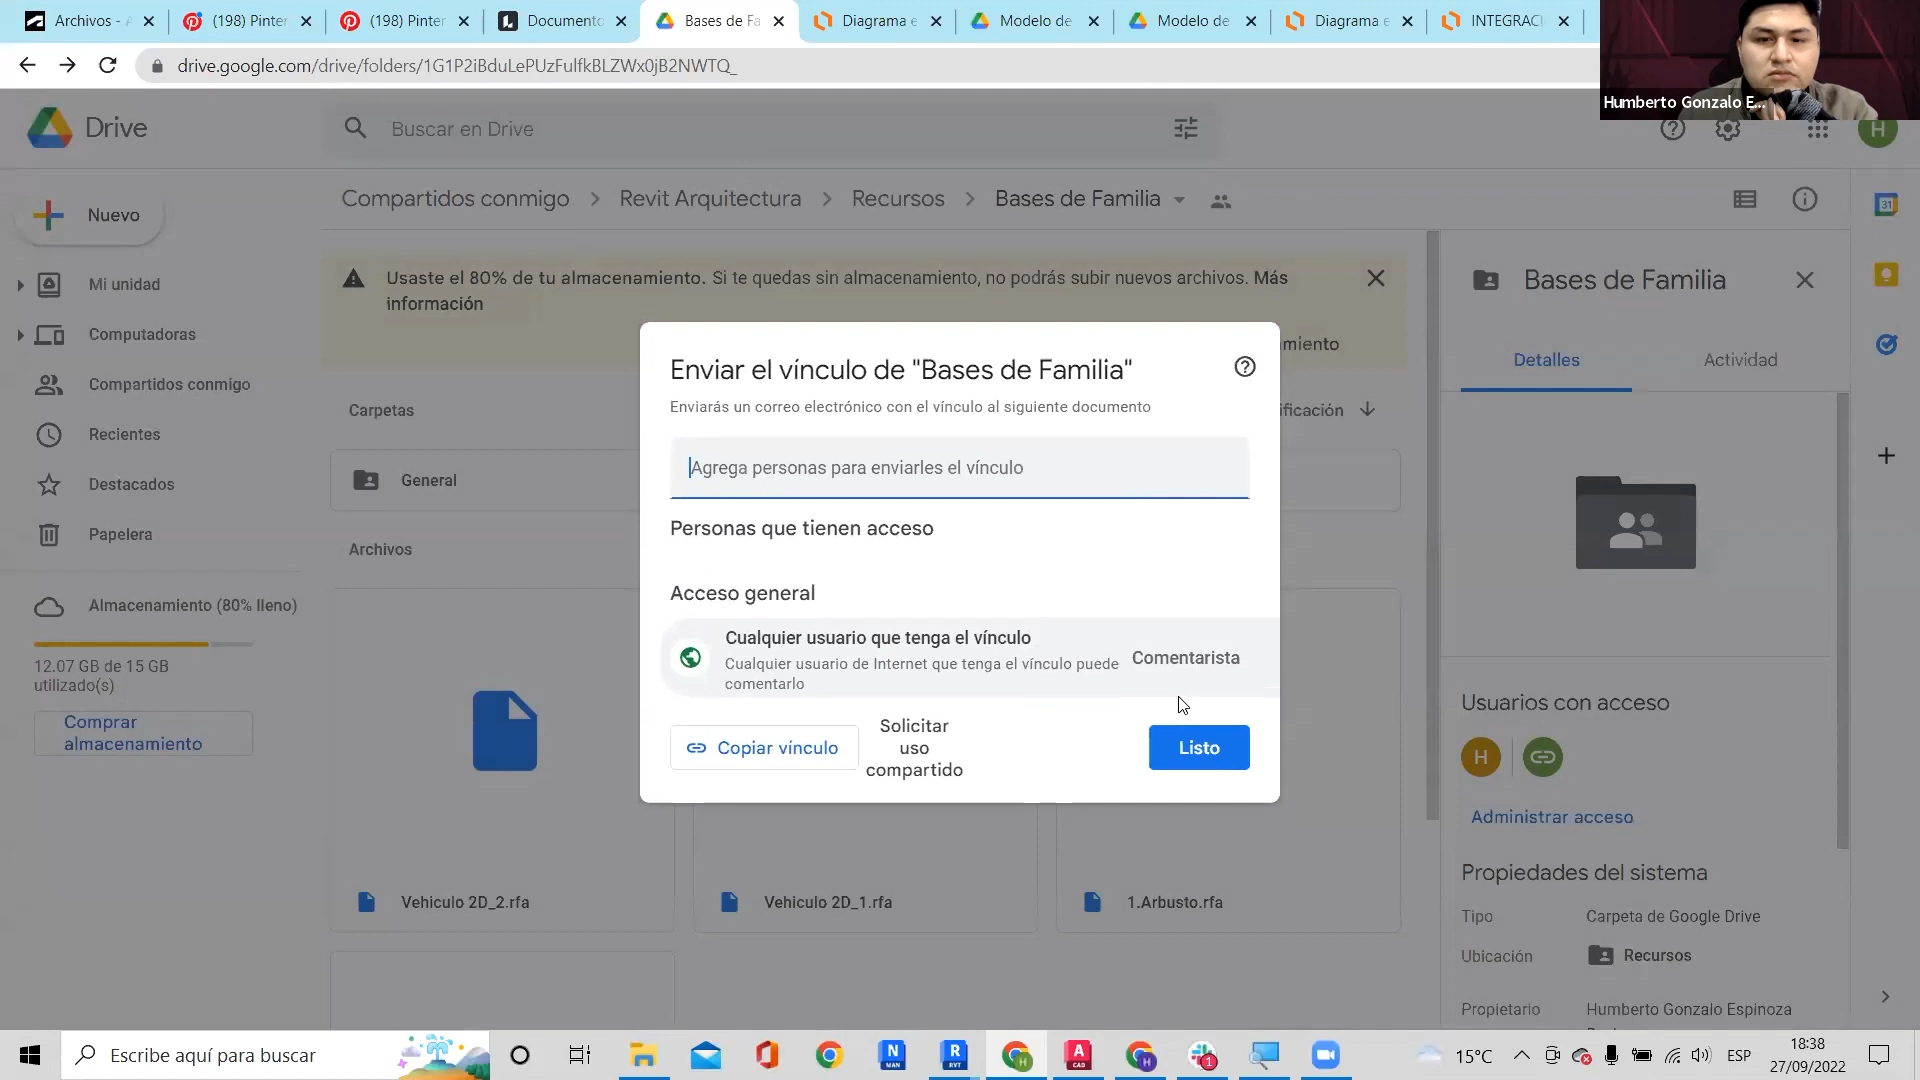 Archivos -
(198) Pinter
(198) Pinter
Documento
Bases de Fa
Diagrama e
Modelo de
Modelo de
Diagrama e
INTEGRACI
drive.google.com/drive/folders/1G1P2iBduLePUzFulfkBLZWx0jB2NWTQ_
Humberto Gonzalo E...
Drive
Buscar en Drive
H
Nuevo
Compartidos conmigo > Revit Arquitectura > Recursos > Bases de Familia
Mi unidad
Computadoras
Compartidos conmigo
Recientes
Destacados
Papelera
Almacenamiento (80% lleno)
12.07 GB de 15 GB
utilizado(s)
Comprar
almacenamiento
Usaste el 80% de tu almacenamiento. Si te quedas sin almacenamiento, no podrás subir nuevos archivos. Más
información
miento
Carpetas
ificación
General
Archivos
Vehiculo 2D_2.rfa
Vehiculo 2D_1.rfa
1.Arbusto.rfa
Enviar el vínculo de "Bases de Familia"
Enviarás un correo electrónico con el vínculo al siguiente documento
Agrega personas para enviarles el vínculo
Personas que tienen acceso
Acceso general
Cualquier usuario que tenga el vínculo
Cualquier usuario de Internet que tenga el vínculo puede
comentarlo
Comentarista
Copiar vínculo
Solicitar
uso
compartido
Listo
Bases de Familia
Detalles
Actividad
Usuarios con acceso
H
Administrar acceso
Propiedades del sistema
Tipo
Carpeta de Google Drive
Ubicación
Recursos
Propietario
Humberto Gonzalo Espinoza
31
Escribe aquí para buscar
N
MAN
R
RVT
H
A
CAD
H
1
15°C
ESP
18:38
27/09/2022